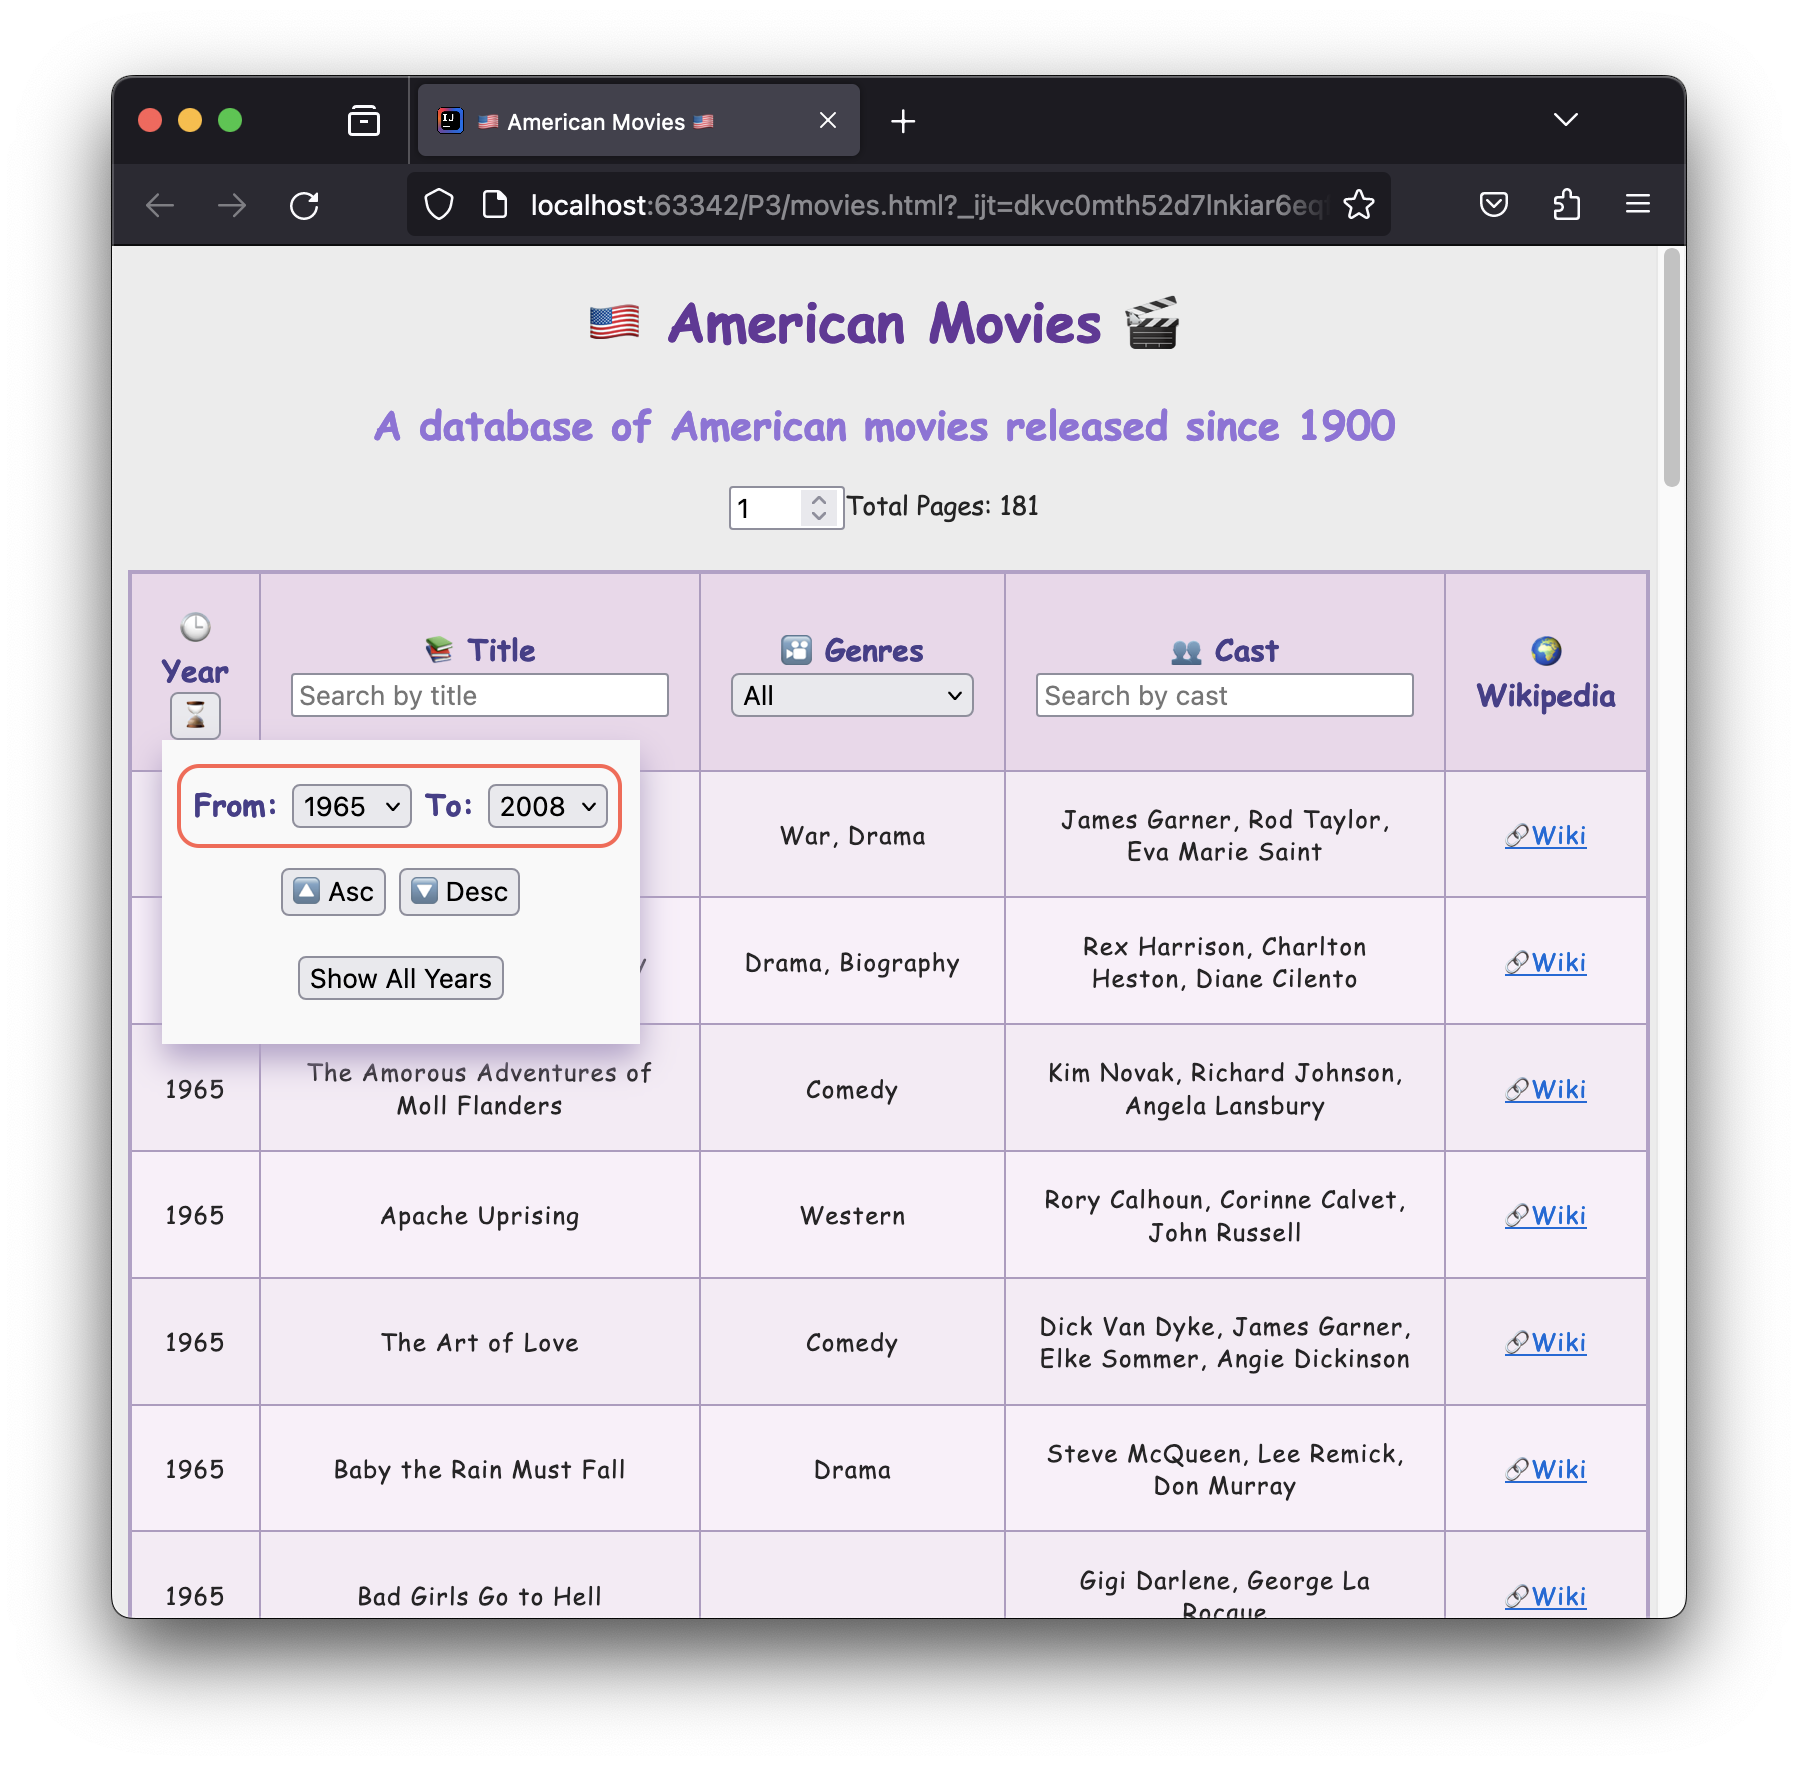 American Movies
localhost:63342/P3/movies.html?_ijt=dkvc0mth52d7lnkiar6eq
American Movies
A database of American movies released since 1900
1 Total Pages: 181
Year
Title
Search by title
Genres
All
Cast
Search by cast
Wikipedia
From: 1965 To: 2008
Asc Desc
Show All Years
War, Drama
James Garner, Rod Taylor,
Eva Marie Saint
Wiki
Drama, Biography
Rex Harrison, Charlton
Heston, Diane Cilento
Wiki
1965
The Amorous Adventures of
Moll Flanders
Comedy
Kim Novak, Richard Johnson,
Angela Lansbury
Wiki
1965
Apache Uprising
Western
Rory Calhoun, Corinne Calvet,
John Russell
Wiki
1965
The Art of Love
Comedy
Dick Van Dyke, James Garner,
Elke Sommer, Angie Dickinson
Wiki
1965
Baby the Rain Must Fall
Drama
Steve McQueen, Lee Remick,
Don Murray
Wiki
1965
Bad Girls Go to Hell
Gigi Darlene, George La
Rocque
Wiki